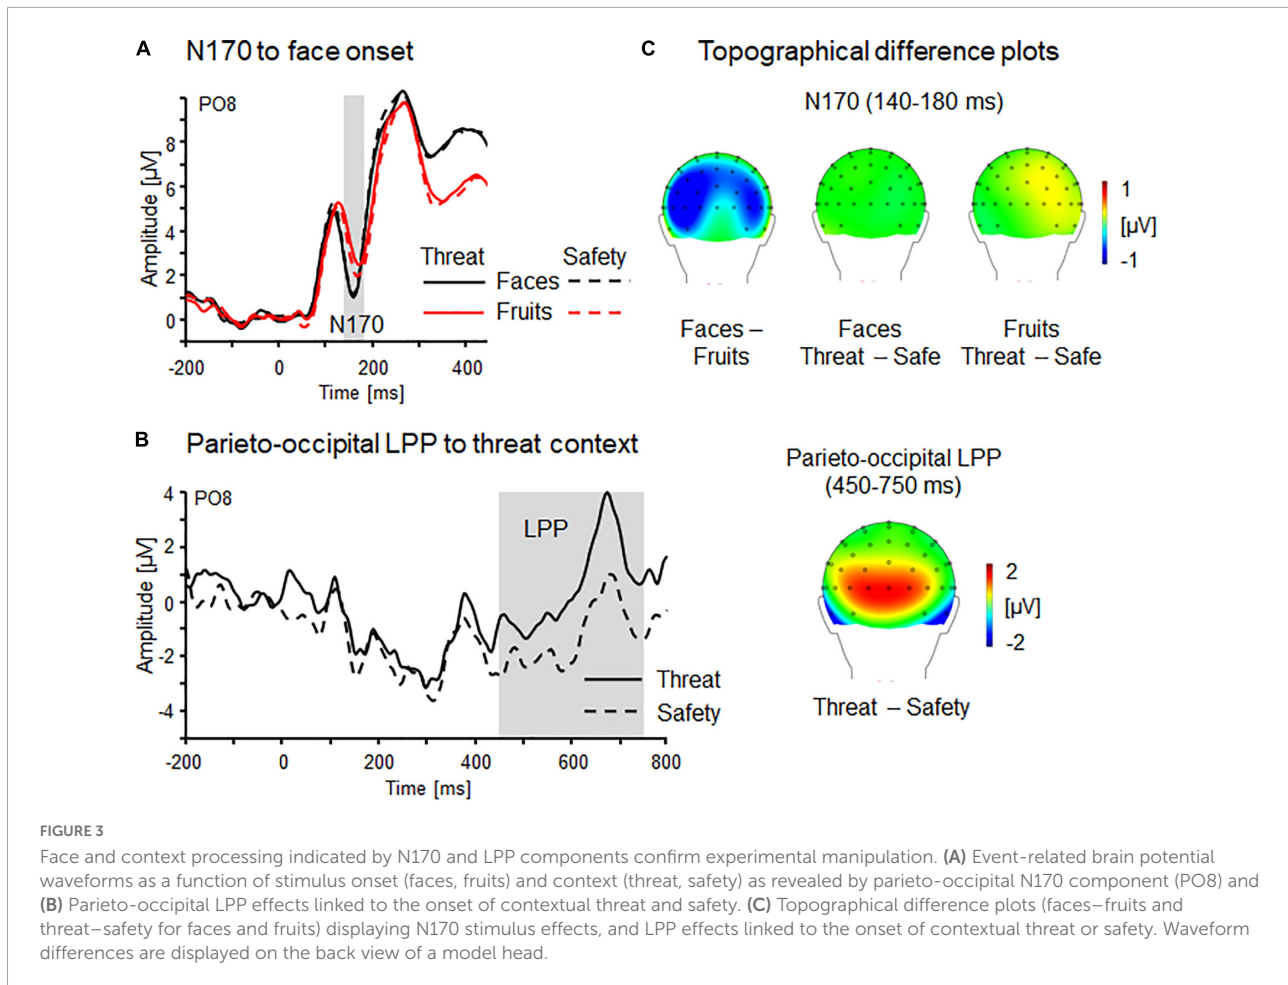 A N170 to face onset
PO8
Amplitude [µV]
8
6
4
2
0
N170
Threat Safety
Faces
Fruits
-200 0 200 400
Time [ms]
C Topographical difference plots
N170 (140-180 ms)
1
[µV]
-1
Faces –
Fruits
Faces
Threat – Safe
Fruits
Threat – Safe
B Parieto-occipital LPP to threat context
PO8
Amplitude [µV]
4
2
0
-2
-4
LPP
Threat
Safety
-200 0 200 400 600 800
Time [ms]
Parieto-occipital LPP
(450-750 ms)
2
[µV]
-2
Threat – Safety
FIGURE 3
Face and context processing indicated by N170 and LPP components confirm experimental manipulation. (A) Event-related brain potential
waveforms as a function of stimulus onset (faces, fruits) and context (threat, safety) as revealed by parieto-occipital N170 component (PO8) and
(B) Parieto-occipital LPP effects linked to the onset of contextual threat and safety. (C) Topographical difference plots (faces–fruits and
threat–safety for faces and fruits) displaying N170 stimulus effects, and LPP effects linked to the onset of contextual threat or safety. Waveform
differences are displayed on the back view of a model head.